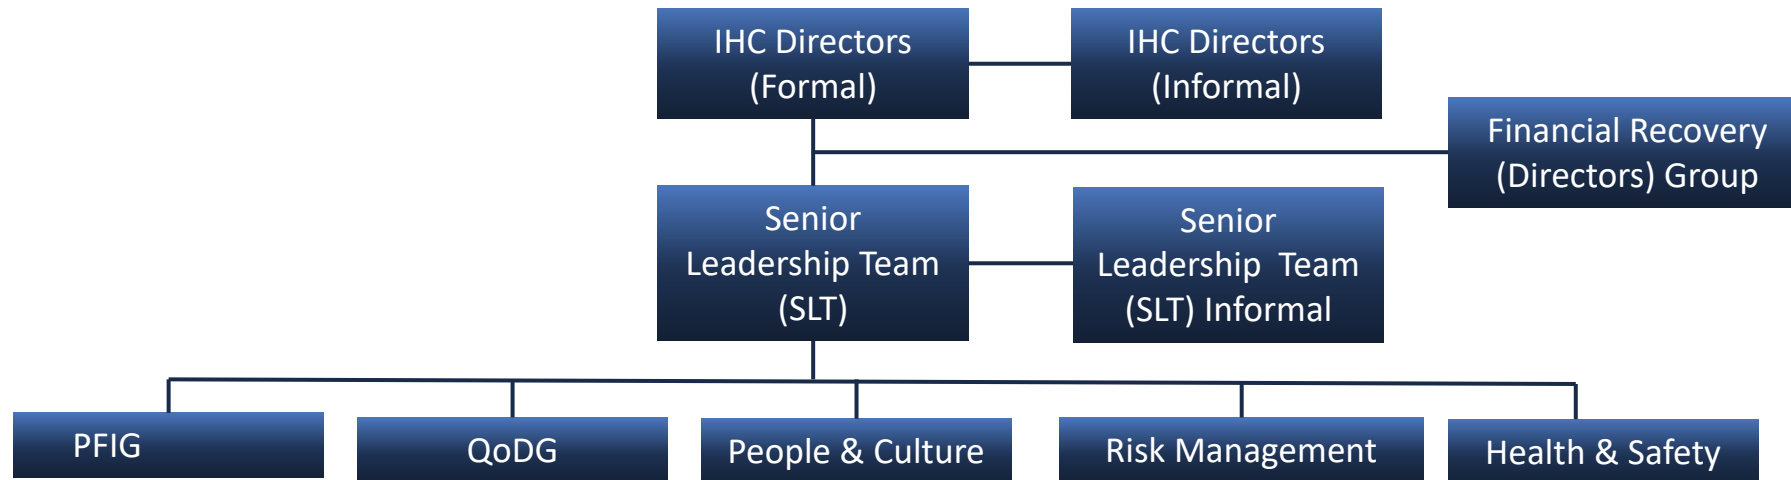 IHC Directors
(Formal)
IHC Directors
(Informal)
Financial Recovery
(Directors) Group
Senior
Leadership Team
(SLT)
Senior
Leadership  Team
(SLT) Informal
PFIG
QoDG
People & Culture
Risk Management
Health & Safety